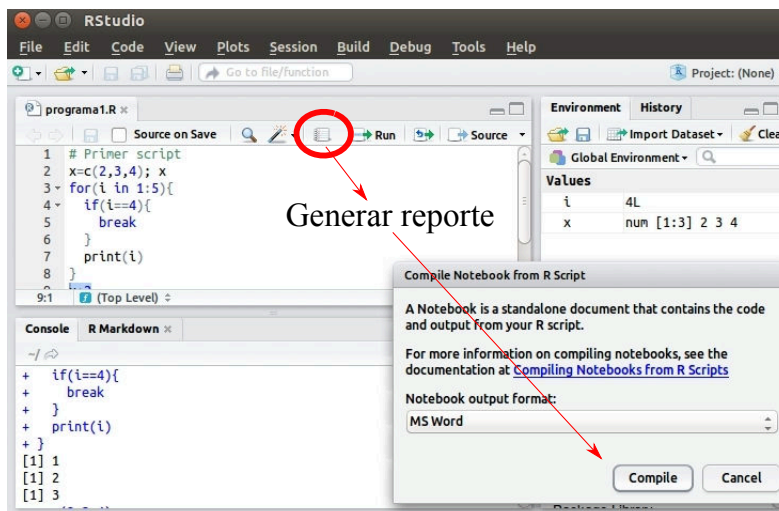 RStudio
File Edit Code View Plots Session Build Debug Tools Help
Go to file/function Project: (None)
programa1.R
Source on Save Run Source
1 # Primer script
2 x=c(2,3,4); x
3 for(i in 1:5){
4 if(i==4){
5 break
6 }
7 print(i)
8 }
9:1 (Top Level)
Environment History
Import Dataset Clea
Global Environment
Values
i 4L
x num [1:3] 2 3 4
Generar reporte
Console R Markdown
~/
+ if(i==4){
+ break
+ }
+ print(i)
+ }
[1] 1
[1] 2
[1] 3
Compile Notebook from R Script
A Notebook is a standalone document that contains the code
and output from your R script.
For more information on compiling notebooks, see the
documentation at Compiling Notebooks from R Scripts
Notebook output format:
MS Word
Compile Cancel